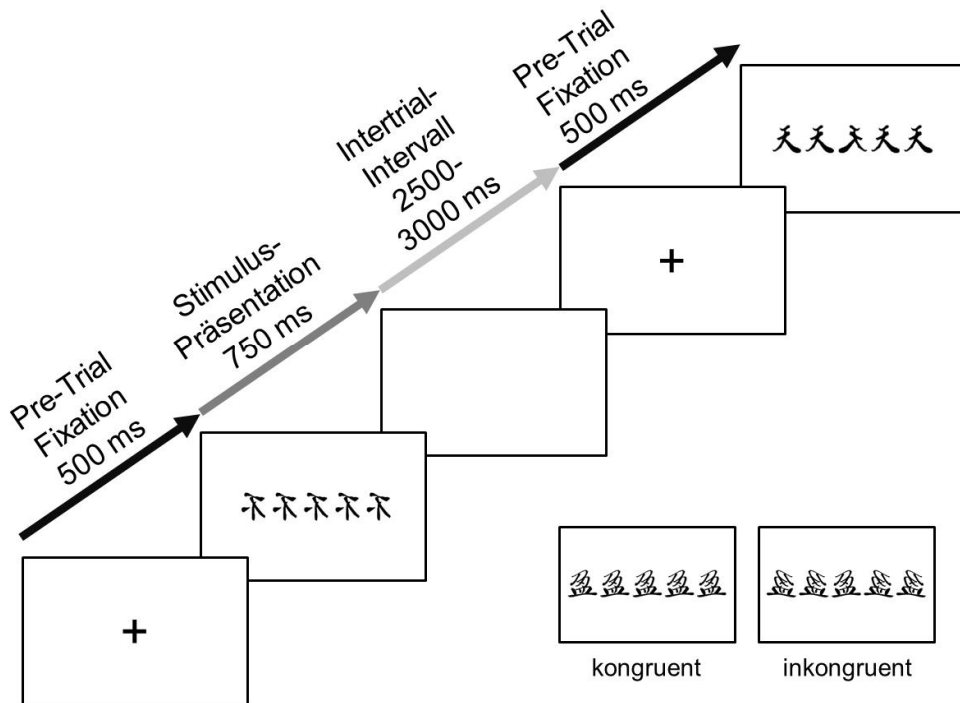 Pre-Trial
Fixation
500 ms
Stimulus-
Präsentation
750 ms
Intertrial-
Intervall
2500-
3000 ms
Pre-Trial
Fixation
500 ms
+
+
kongruent
inkongruent